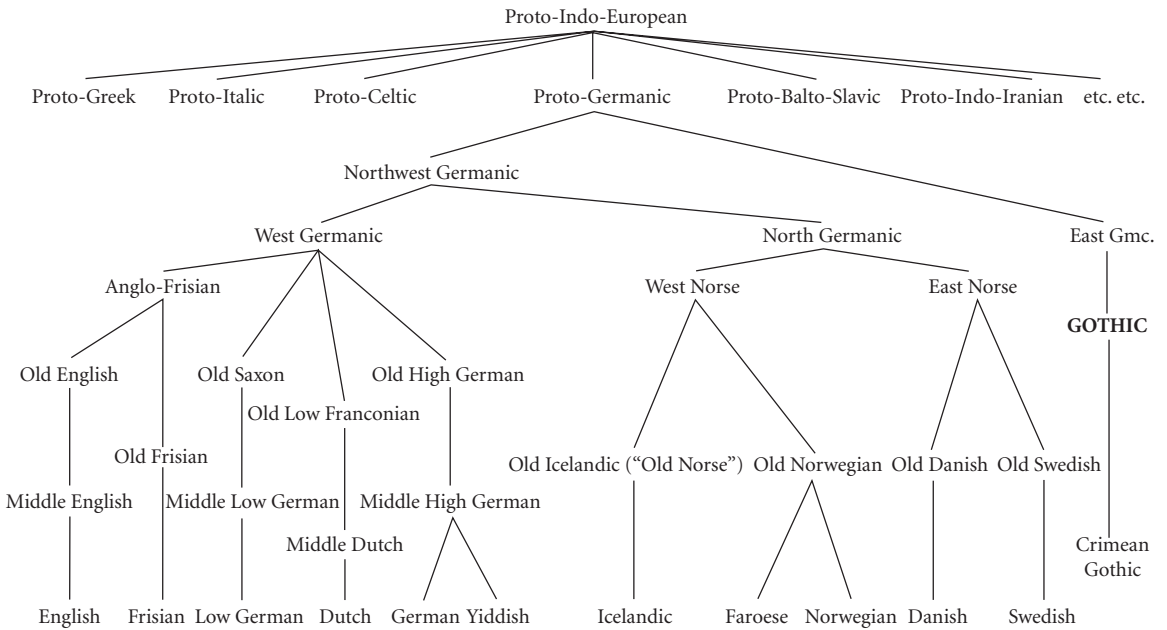 Proto-Indo-European
Proto-Greek Proto-Italic Proto-Celtic Proto-Germanic Proto-Balto-Slavic Proto-Indo-Iranian etc. etc.
Northwest Germanic
West Germanic North Germanic East Gmc.
Anglo-Frisian West Norse East Norse
GOTHIC
Old English Old Saxon Old High German
Old Low Franconian
Old Frisian Old Icelandic (“Old Norse”) Old Norwegian Old Danish Old Swedish
Middle English Middle Low German Middle High German
Middle Dutch Crimean
Gothic
English Frisian Low German Dutch German Yiddish Icelandic Faroese Norwegian Danish Swedish